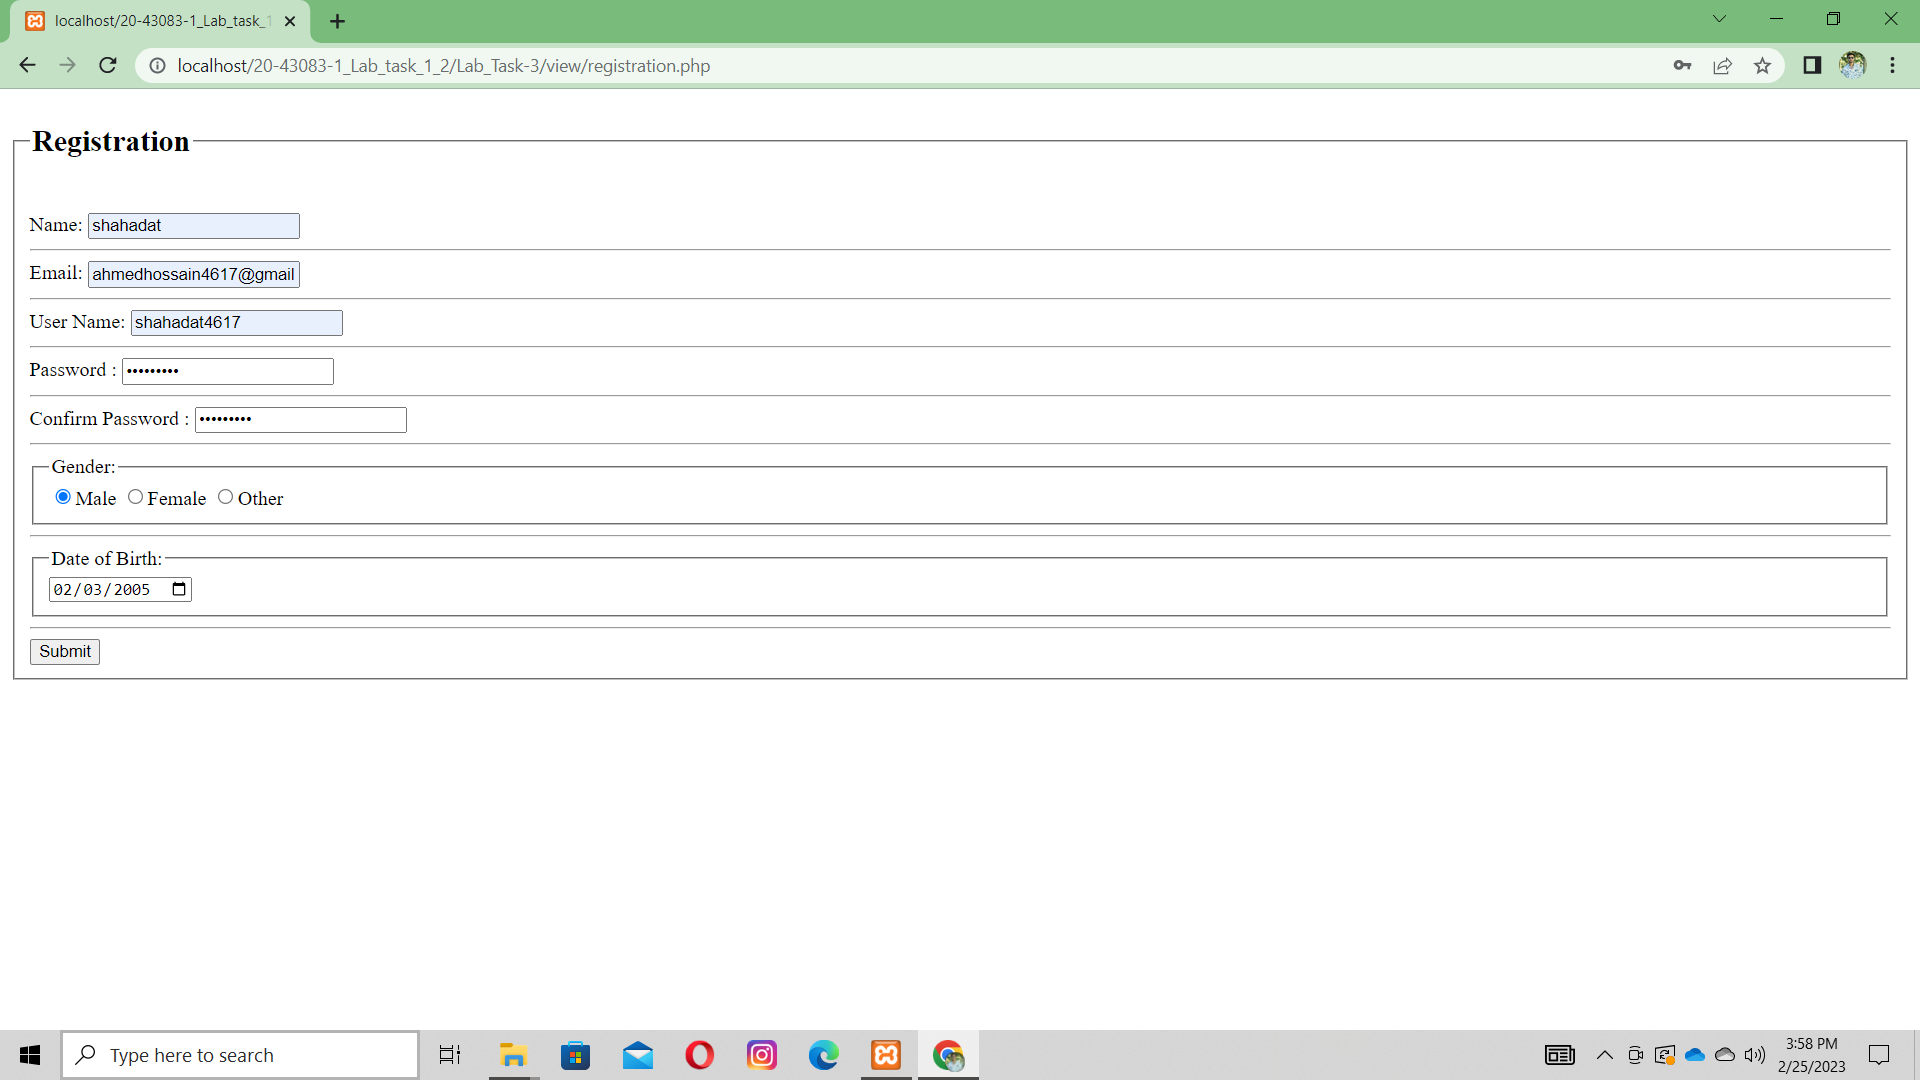 localhost/20-43083-1_Lab_task_1
localhost/20-43083-1_Lab_task_1_2/Lab_Task-3/view/registration.php
Registration
Name: shahadat
Email: ahmedhossain4617@gmail
User Name: shahadat4617
Password : •••••••••
Confirm Password : •••••••••
Gender:
Male Female Other
Date of Birth:
02/03/2005
Submit
Type here to search
3:58 PM
2/25/2023